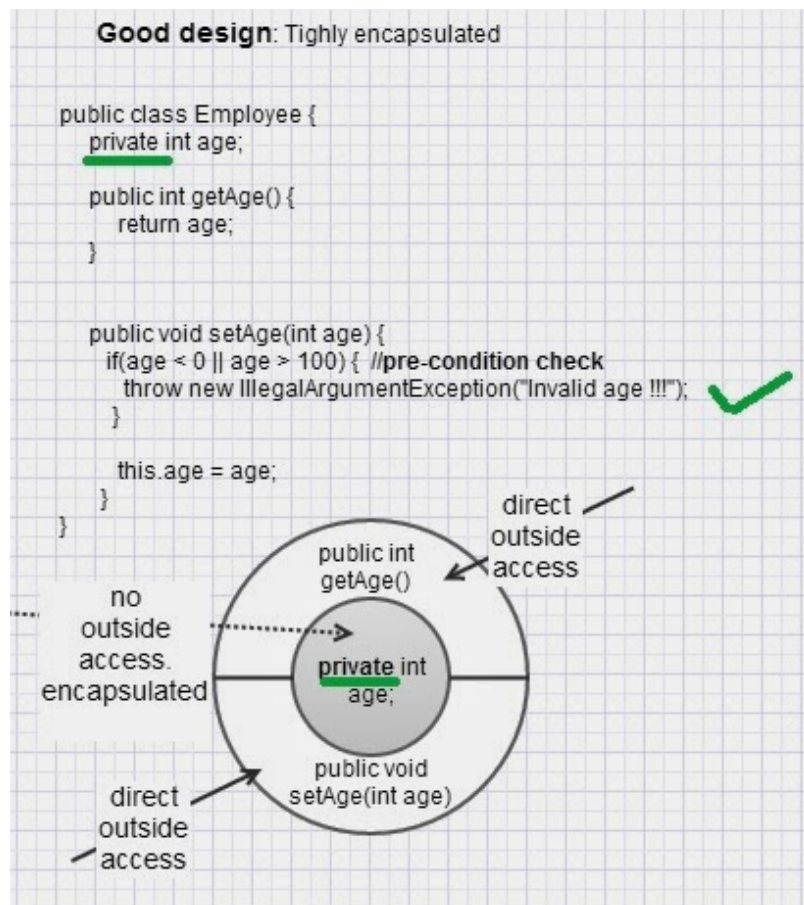 Good design: Tighly encapsulated
public class Employee {
private int age;
public int getAge() {
return age;
}
public void setAge(int age) {
if(age < 0 || age > 100) { //pre-condition check
throw new IllegalArgumentException("Invalid age !!!");
}
this.age = age;
}
}
direct
outside
access
public int
getAge()
no
outside
access.
encapsulated
private int
age;
public void
setAge(int age)
direct
outside
access